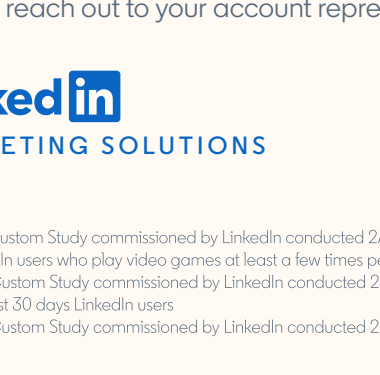 reach out to your account repre
ked in
ETING SOLUTIONS
ustom Study commissioned by LinkedIn conducted 2
In users who play video games at least a few times pe
Custom Study commissioned by LinkedIn conducted 2
st 30 days LinkedIn users
Custom Study commissioned by LinkedIn conducted 2